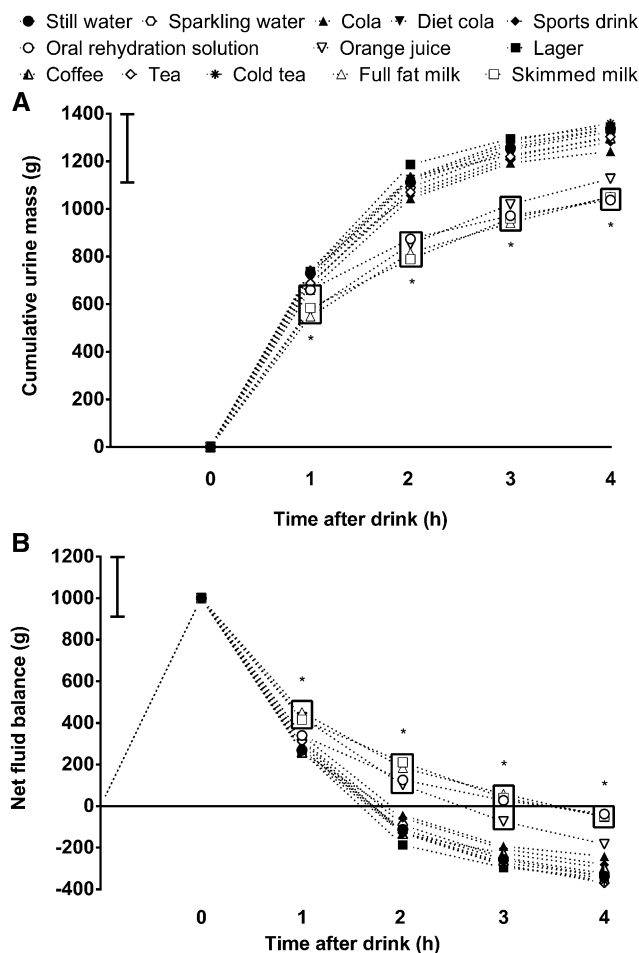 Still water Sparkling water Cola Diet cola Sports drink
Oral rehydration solution Orange juice Lager
Coffee Tea Cold tea Full fat milk Skimmed milk
A
1400
1200
1000
800
600
400
200
0
Cumulative urine mass (g)
* * * *
0 1 2 3 4
Time after drink (h)
B
1200
1000
800
600
400
200
0
-200
-400
Net fluid balance (g)
* * * *
0 1 2 3 4
Time after drink (h)